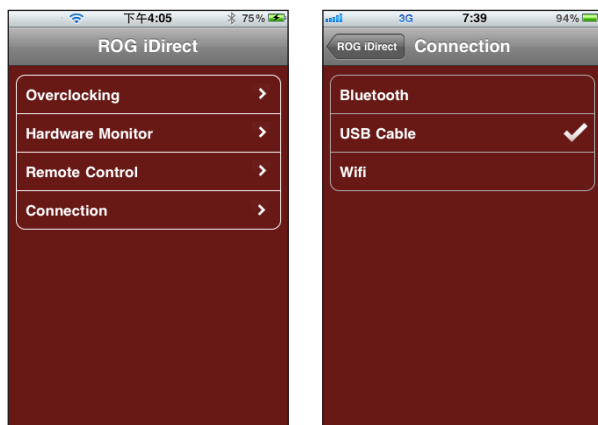 下午4:05 75%
ROG iDirect
Overclocking
Hardware Monitor
Remote Control
Connection
3G 7:39 94%
ROG iDirect Connection
Bluetooth
USB Cable
Wifi